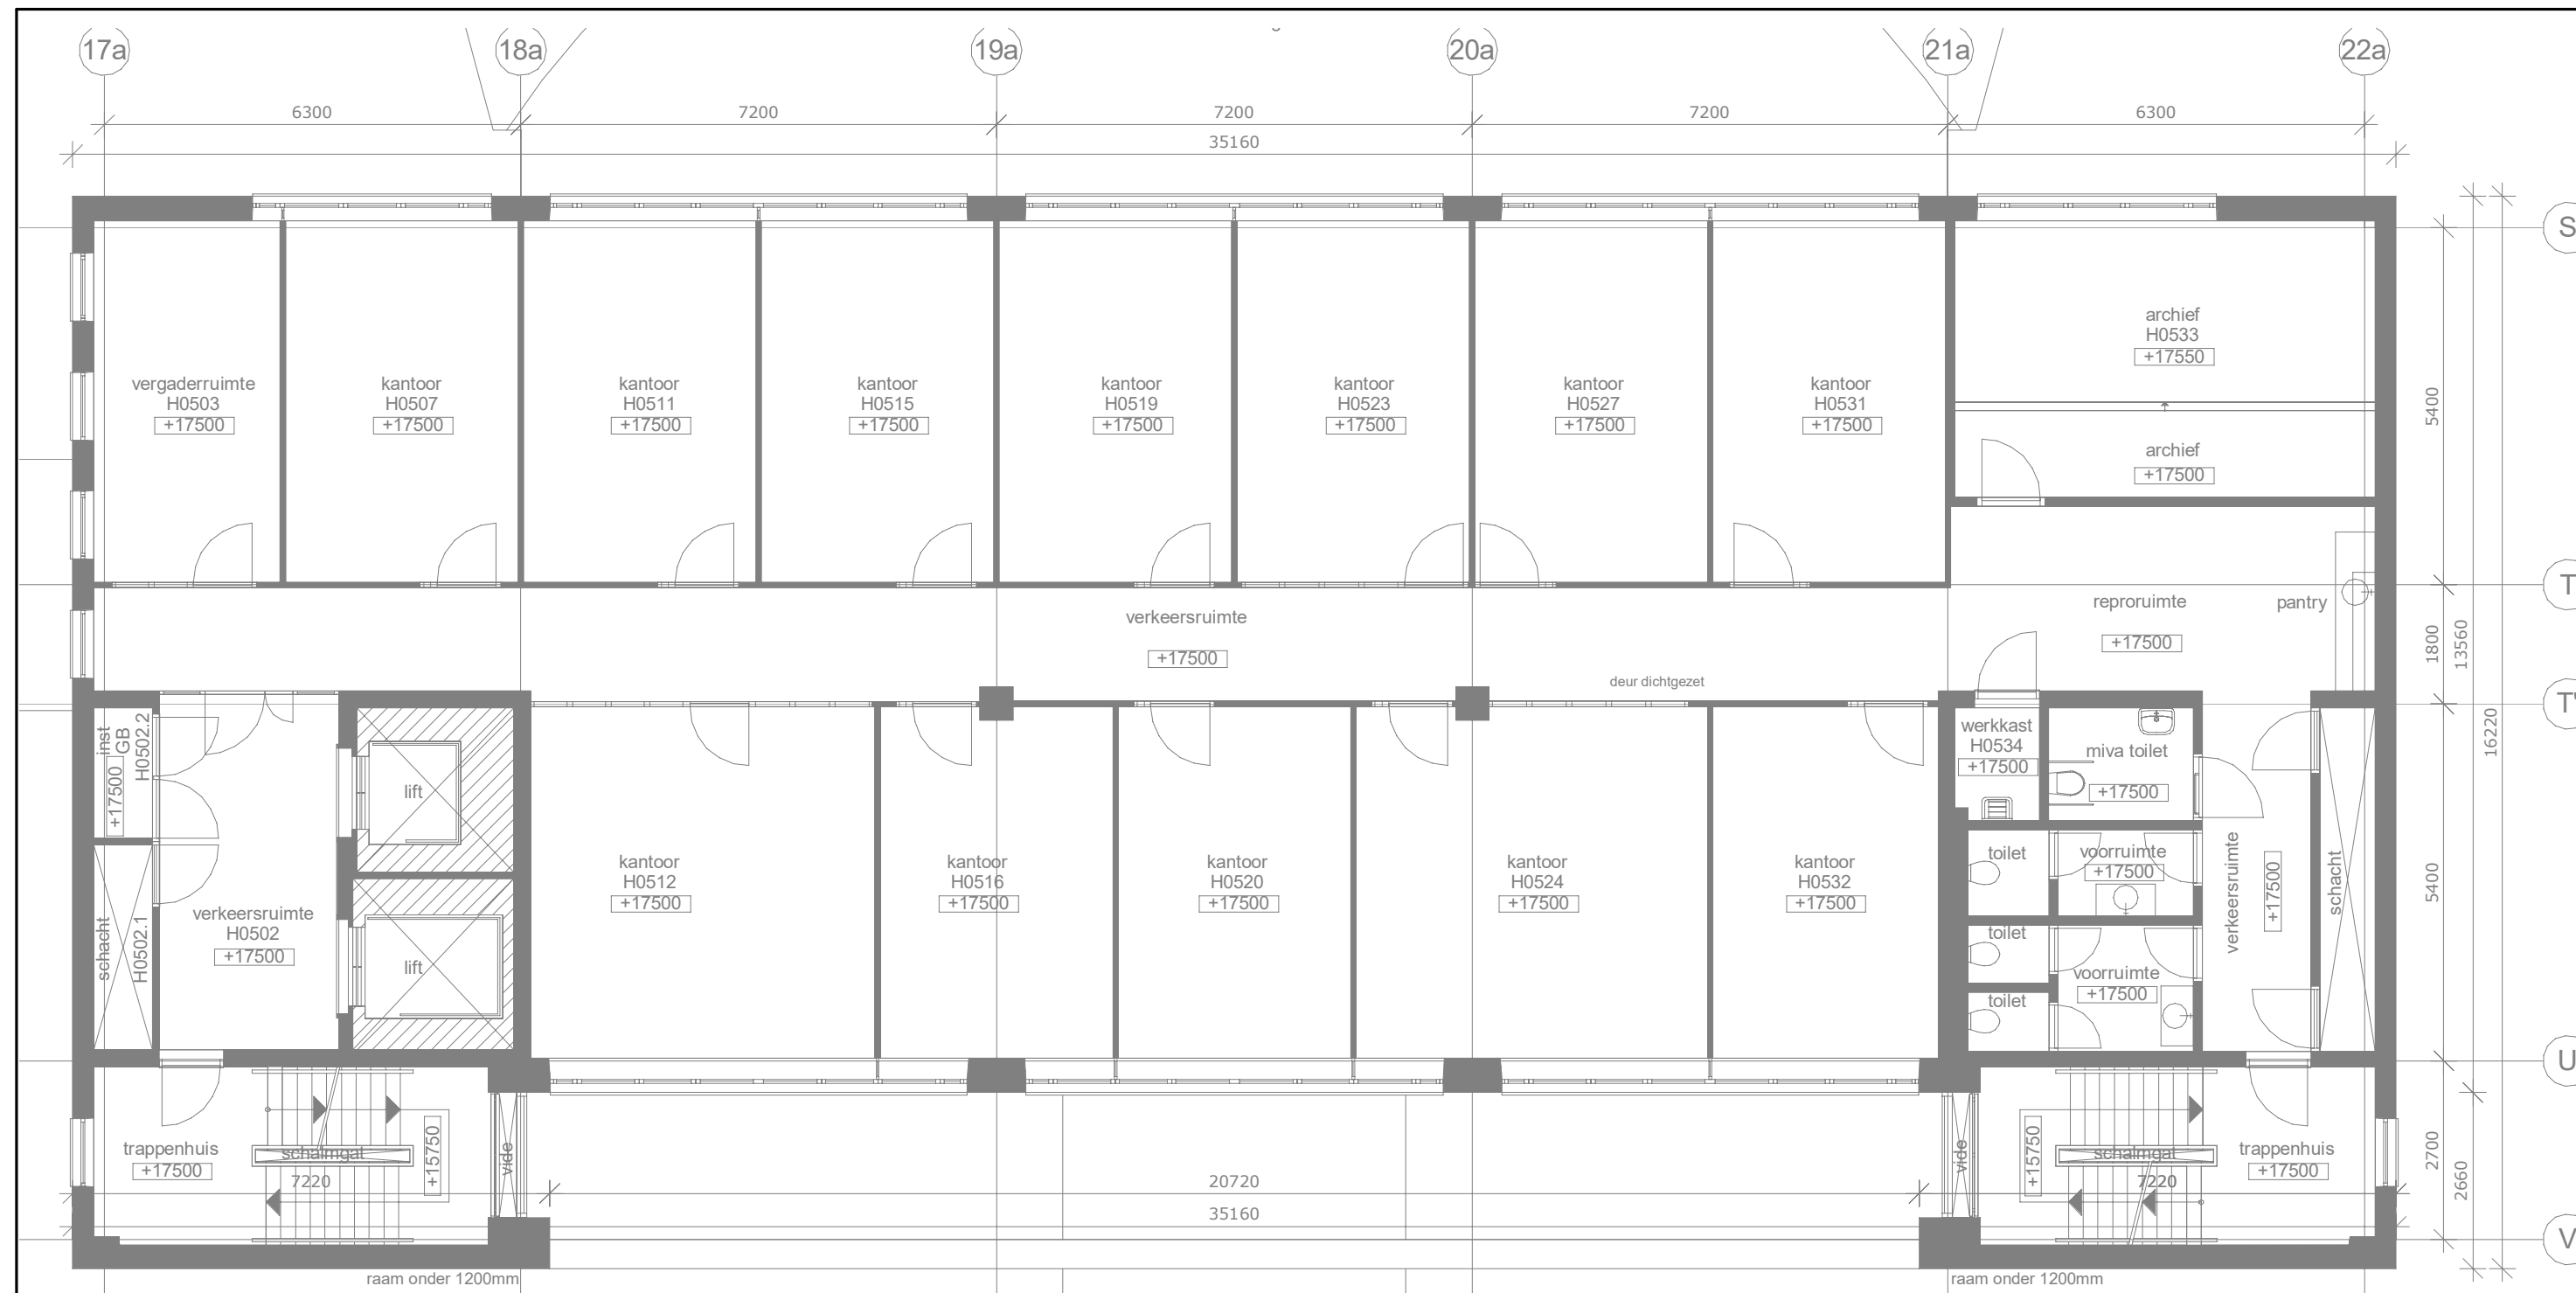 17a
18a
19a
20a
21a
22a
6300
7200
7200
7200
6300
35160
S
vergaderruimte
H0503
+17500
kantoor
H0507
+17500
kantoor
H0511
+17500
kantoor
H0515
+17500
kantoor
H0519
+17500
kantoor
H0523
+17500
kantoor
H0527
+17500
kantoor
H0531
+17500
archief
H0533
+17550
archief
+17500
5400
T
verkeersruimte
+17500
reproruimte
+17500
pantry
deur dichtgezet
1800
13560
16220
inst
GB
H0502.2
+17500
lift
werkkast
H0534
+17500
miva toilet
+17500
kantoor
H0512
+17500
kantoor
H0516
+17500
kantoor
H0520
+17500
kantoor
H0524
+17500
kantoor
H0532
+17500
toilet
voorruimte
+17500
verkeersruimte
+17500
schacht
5400
schacht
H0502.1
verkeersruimte
H0502
+17500
lift
toilet
voorruimte
+17500
toilet
U
trappenhuis
+17500
schalmgat
7220
+15750
vide
20720
35160
vide
+15750
schalmgat
7220
trappenhuis
+17500
2700
2660
V
raam onder 1200mm
raam onder 1200mm